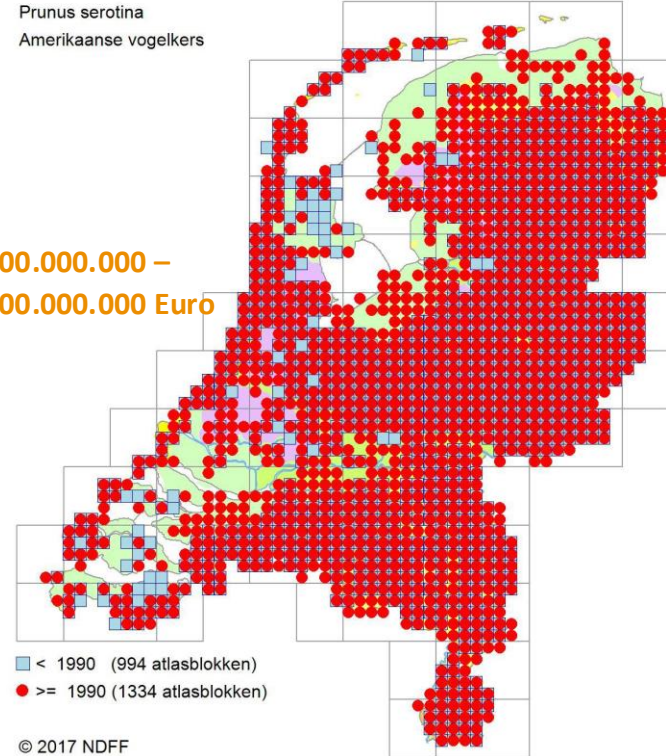 Prunus serotina
Amerikaanse vogelkers
00.000.000 –
00.000.000 Euro
< 1990 (994 atlasblokken)
>= 1990 (1334 atlasblokken)
© 2017 NDFF